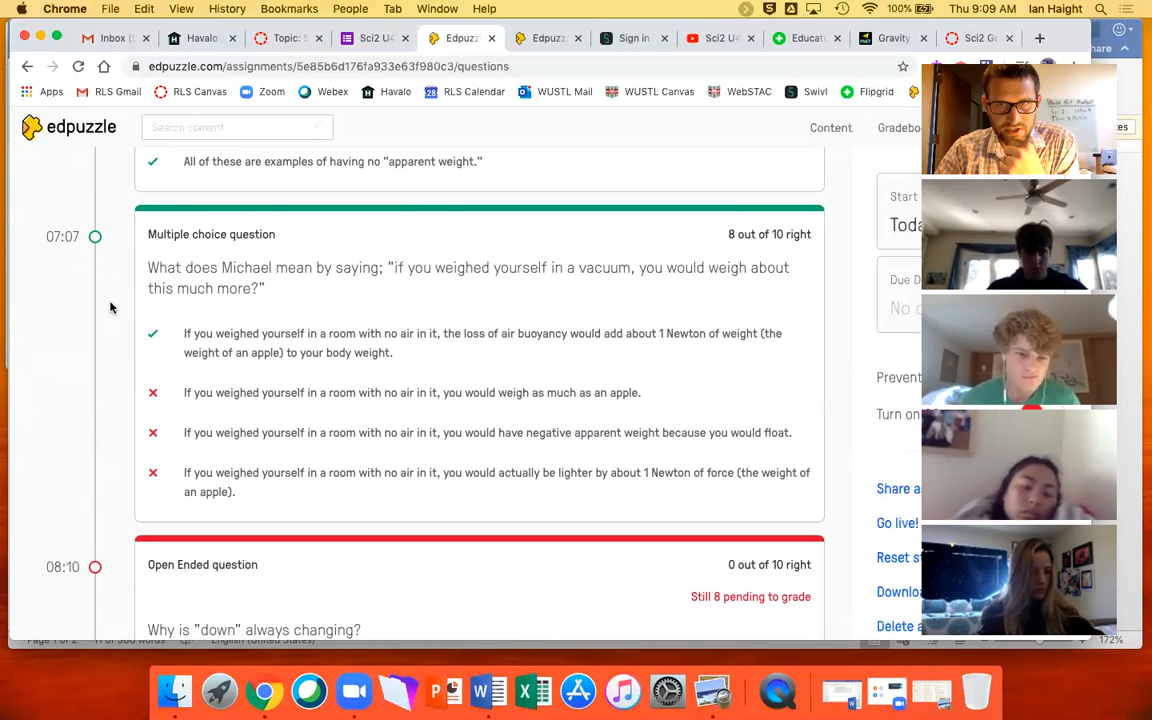 Chrome File Edit View History Bookmarks People Tab Window Help 100% Thu 9:09 AM Ian Haight
Inbox ( Havalo Topic: S Sci2 U4 Edpuzz Edpuzz Sign in Sci2 U4 Educati Gravity Sci2 Gr
edpuzzle.com/assignments/5e85b6d176fa933e63f980c3/questions
Apps RLS Gmail RLS Canvas Zoom Webex Havalo RLS Calendar WUSTL Mail WUSTL Canvas WebSTAC Swivl Flipgrid
edpuzzle Search content Content Gradebo
All of these are examples of having no "apparent weight."
Start
Toda
07:07
Multiple choice question 8 out of 10 right
What does Michael mean by saying; "if you weighed yourself in a vacuum, you would weigh about
this much more?"
Due D
No d
If you weighed yourself in a room with no air in it, the loss of air buoyancy would add about 1 Newton of weight (the
weight of an apple) to your body weight.
If you weighed yourself in a room with no air in it, you would weigh as much as an apple.
If you weighed yourself in a room with no air in it, you would have negative apparent weight because you would float.
If you weighed yourself in a room with no air in it, you would actually be lighter by about 1 Newton of force (the weight of
an apple).
Prevent
Turn on
Share a
Go live!
Reset s
Downlo
Delete a
08:10
Open Ended question 0 out of 10 right
Still 8 pending to grade
Why is "down" always changing?
172%